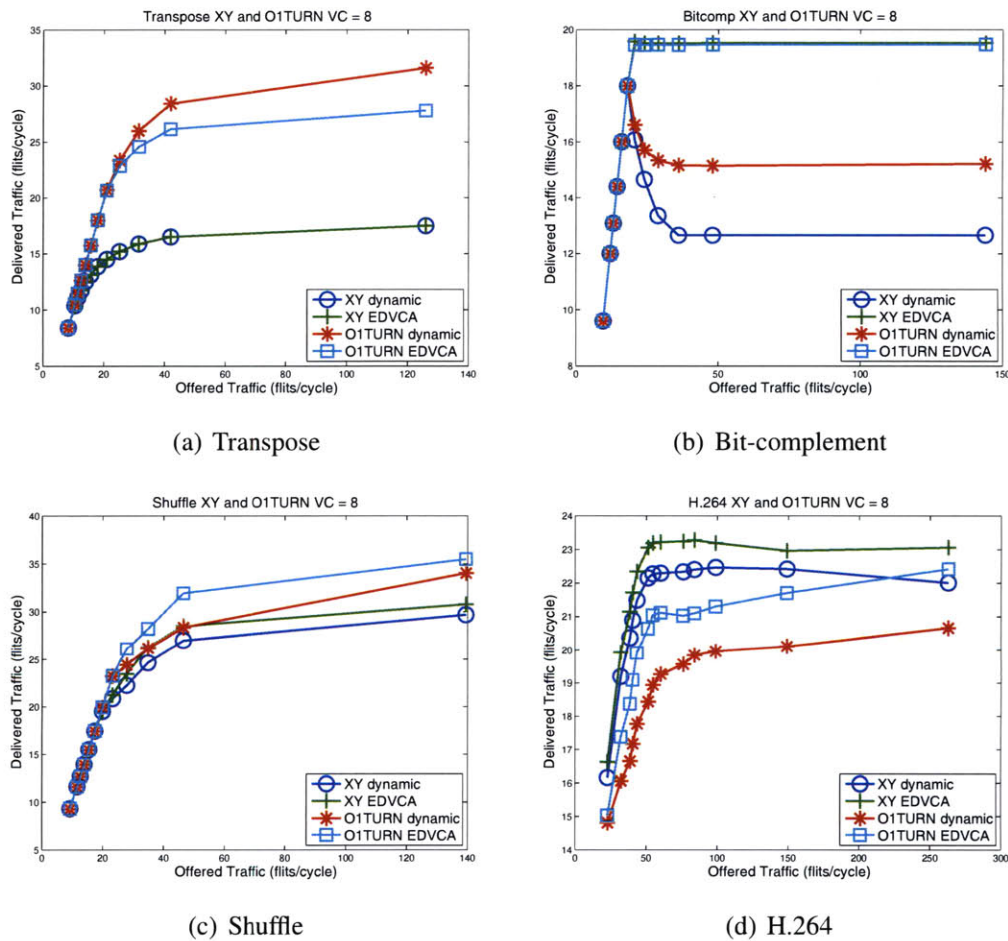 Transpose XY and O1TURN VC = 8
35
30
25
20
15
10
5
Delivered Traffic (flits/cycle)
0 20 40 60 80 100 120 140
Offered Traffic (flits/cycle)
XY dynamic
XY EDVCA
O1TURN dynamic
O1TURN EDVCA
(a) Transpose
Bitcomp XY and O1TURN VC = 8
20
18
16
14
12
10
8
Delivered Traffic (flits/cycle)
0 50 100 150
Offered Traffic (flits/cycle)
XY dynamic
XY EDVCA
O1TURN dynamic
O1TURN EDVCA
(b) Bit-complement
Shuffle XY and O1TURN VC = 8
40
35
30
25
20
15
10
5
Delivered Traffic (flits/cycle)
0 20 40 60 80 100 120 140
Offered Traffic (flits/cycle)
XY dynamic
XY EDVCA
O1TURN dynamic
O1TURN EDVCA
(c) Shuffle
H.264 XY and O1TURN VC = 8
24
23
22
21
20
19
18
17
16
15
14
Delivered Traffic (flits/cycle)
0 50 100 150 200 250 300
Offered Traffic (flits/cycle)
XY dynamic
XY EDVCA
O1TURN dynamic
O1TURN EDVCA
(d) H.264